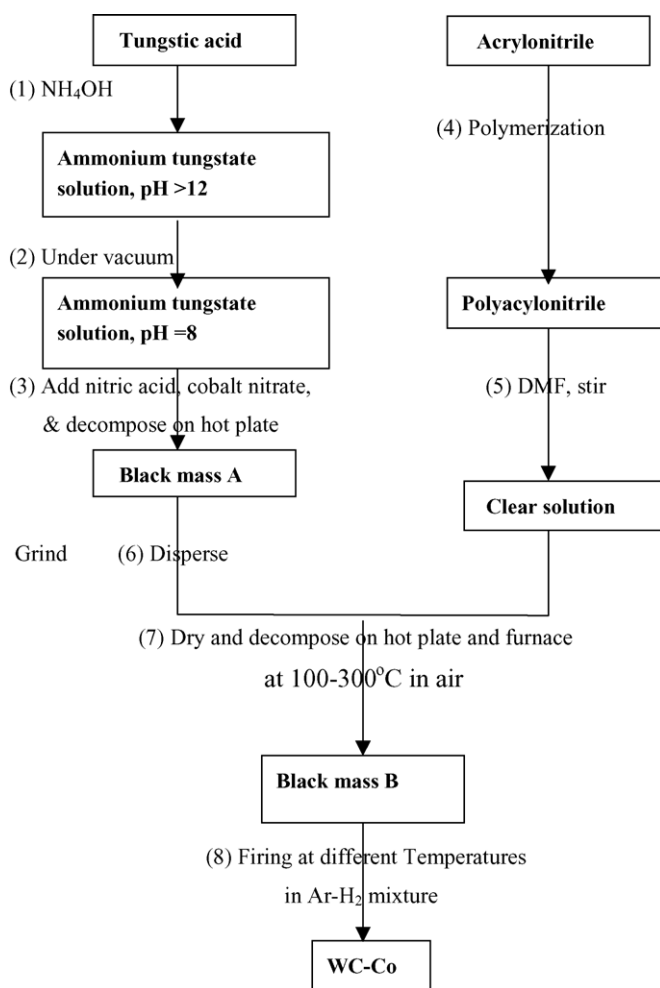 Tungstic acid
Acrylonitrile
(1) NH₄OH
(4) Polymerization
Ammonium tungstate
solution, pH >12
(2) Under vacuum
Ammonium tungstate
solution, pH =8
Polyacylonitrile
(3) Add nitric acid, cobalt nitrate,
& decompose on hot plate
(5) DMF, stir
Black mass A
Clear solution
Grind
(6) Disperse
(7) Dry and decompose on hot plate and furnace
at 100-300°C in air
Black mass B
(8) Firing at different Temperatures
in Ar-H₂ mixture
WC-Co